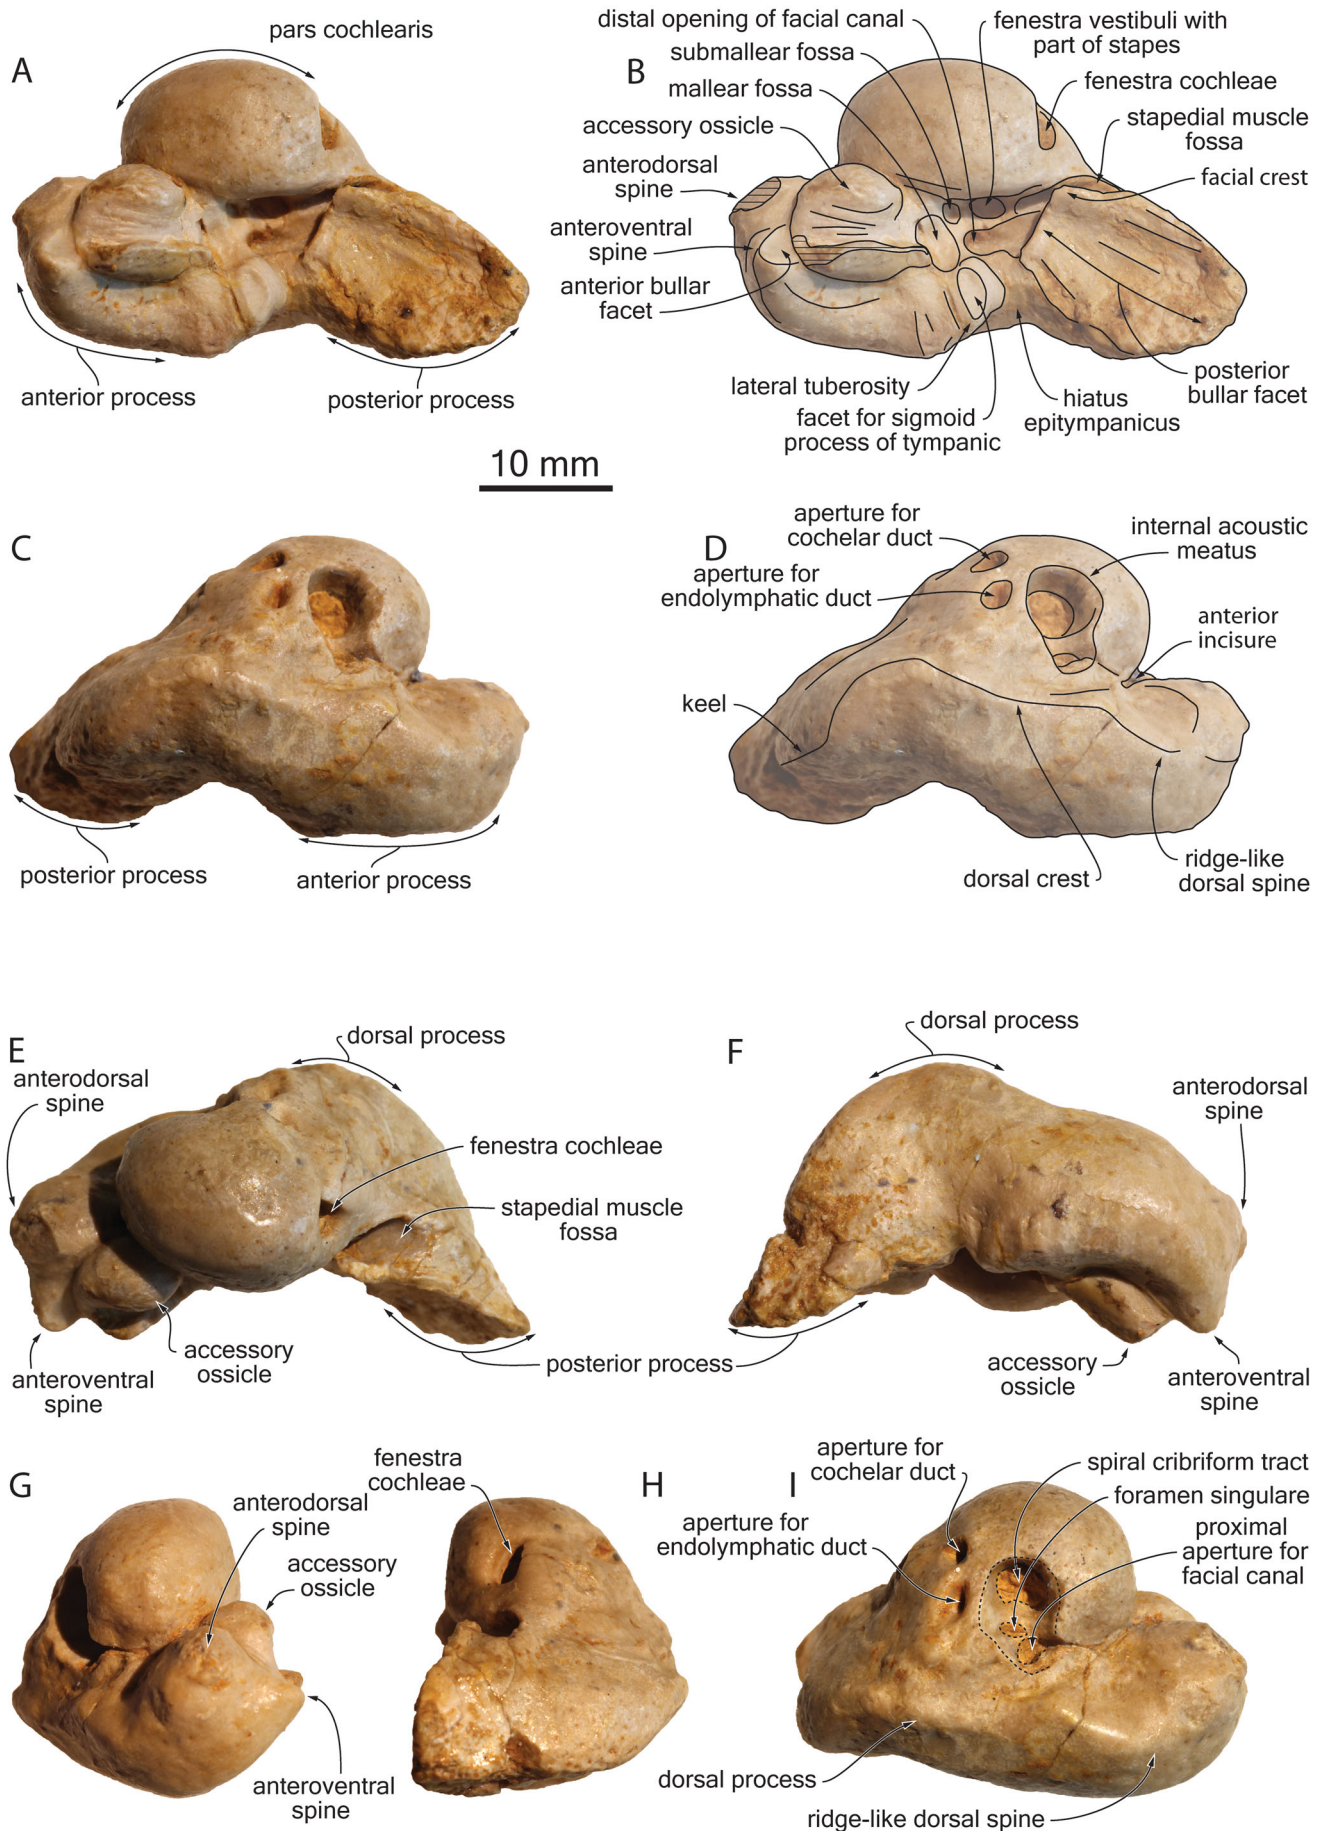 A
pars cochlearis
anterior process
posterior process
B
distal opening of facial canal
submallear fossa
mallear fossa
accessory ossicle
anterodorsal
spine
anteroventral
spine
anterior bullar
facet
fenestra vestibuli with
part of stapes
fenestra cochleae
stapedial muscle
fossa
facial crest
posterior
bullar facet
hiatus
epitympanicus
lateral tuberosity
facet for sigmoid
process of tympanic
10 mm
C
posterior process
anterior process
D
aperture for
cochelar duct
aperture for
endolymphatic duct
internal acoustic
meatus
anterior
incisure
keel
dorsal crest
ridge-like
dorsal spine
E
dorsal process
anterodorsal
spine
fenestra cochleae
stapedial muscle
fossa
accessory
ossicle
anteroventral
spine
posterior process
F
dorsal process
anterodorsal
spine
accessory
ossicle
anteroventral
spine
G
anterodorsal
spine
accessory
ossicle
anteroventral
spine
H
fenestra
cochleae
I
aperture for
cochelar duct
aperture for
endolymphatic duct
spiral cribriform tract
foramen singulare
proximal
aperture for
facial canal
dorsal process
ridge-like dorsal spine